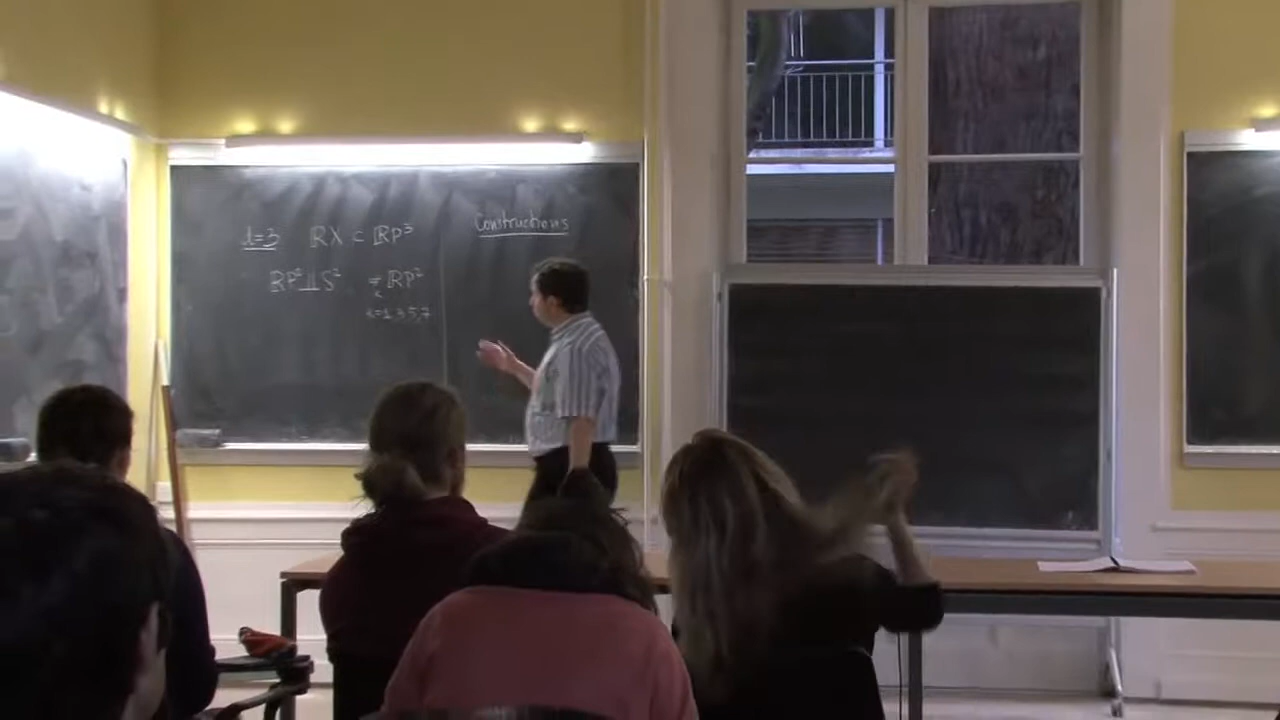 d=3 ℝX ⊂ ℝP³
ℝP²⊔S² #ℝP²
k=1,3,5,7
Constructions